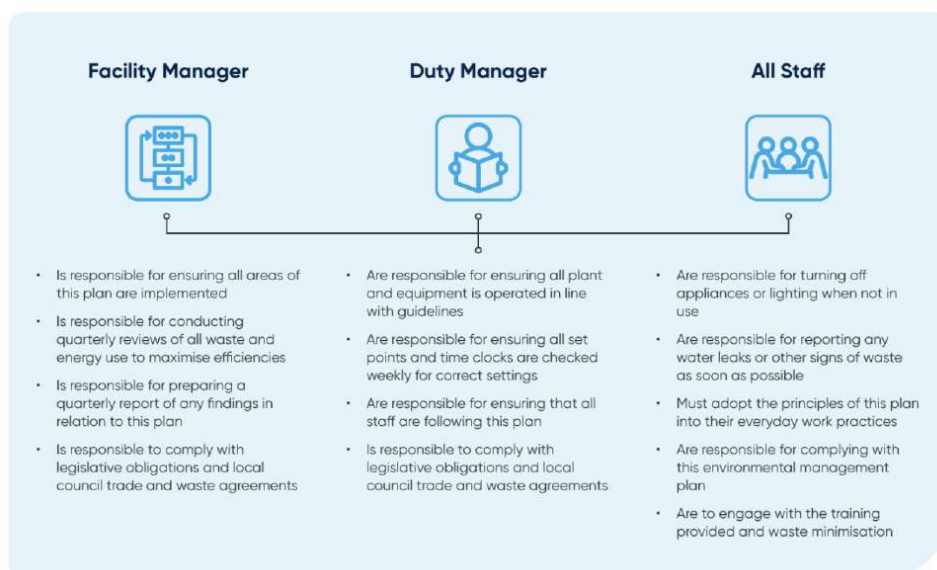 Facility Manager
Duty Manager
All Staff
• Is responsible for ensuring all areas of
this plan are implemented
• Is responsible for conducting
quarterly reviews of all waste and
energy use to maximise efficiencies
• Is responsible for preparing a
quarterly report of any findings in
relation to this plan
• Is responsible to comply with
legislative obligations and local
council trade and waste agreements
• Are responsible for ensuring all plant
and equipment is operated in line
with guidelines
• Are responsible for ensuring all set
points and time clocks are checked
weekly for correct settings
• Are responsible for ensuring that all
staff are following this plan
• Is responsible to comply with
legislative obligations and local
council trade and waste agreements
• Are responsible for turning off
appliances or lighting when not in
use
• Are responsible for reporting any
water leaks or other signs of waste
as soon as possible
• Must adopt the principles of this plan
into their everyday work practices
• Are responsible for complying with
this environmental management
plan
• Are to engage with the training
provided and waste minimisation